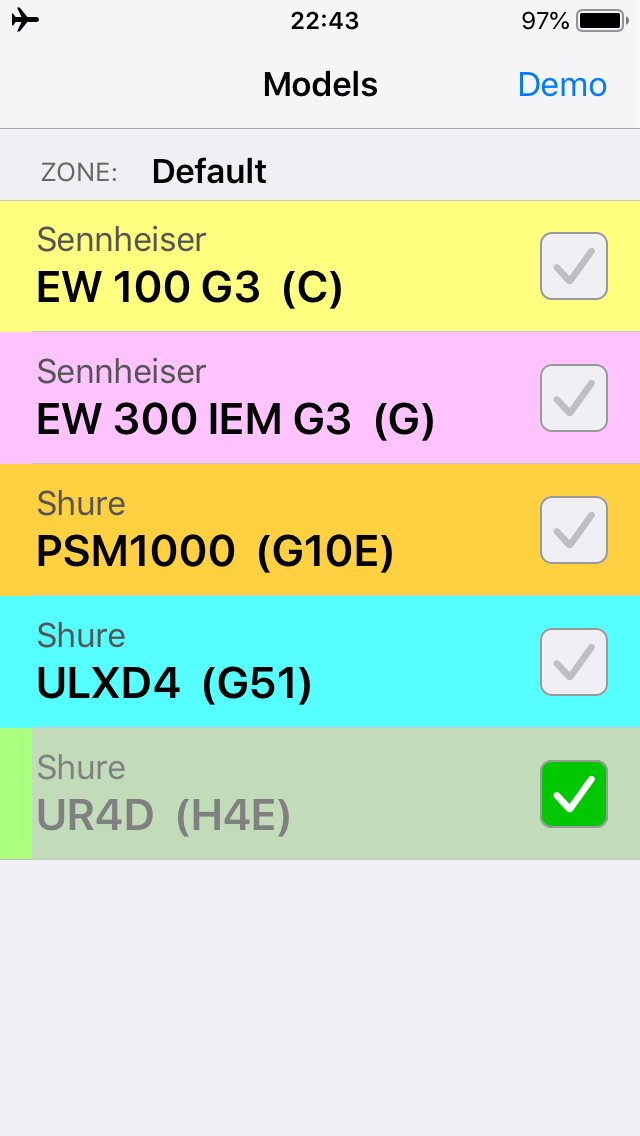 22:43 97%
Models Demo
ZONE: Default
Sennheiser
EW 100 G3 (C)
Sennheiser
EW 300 IEM G3 (G)
Shure
PSM1000 (G10E)
Shure
ULXD4 (G51)
Shure
UR4D (H4E)